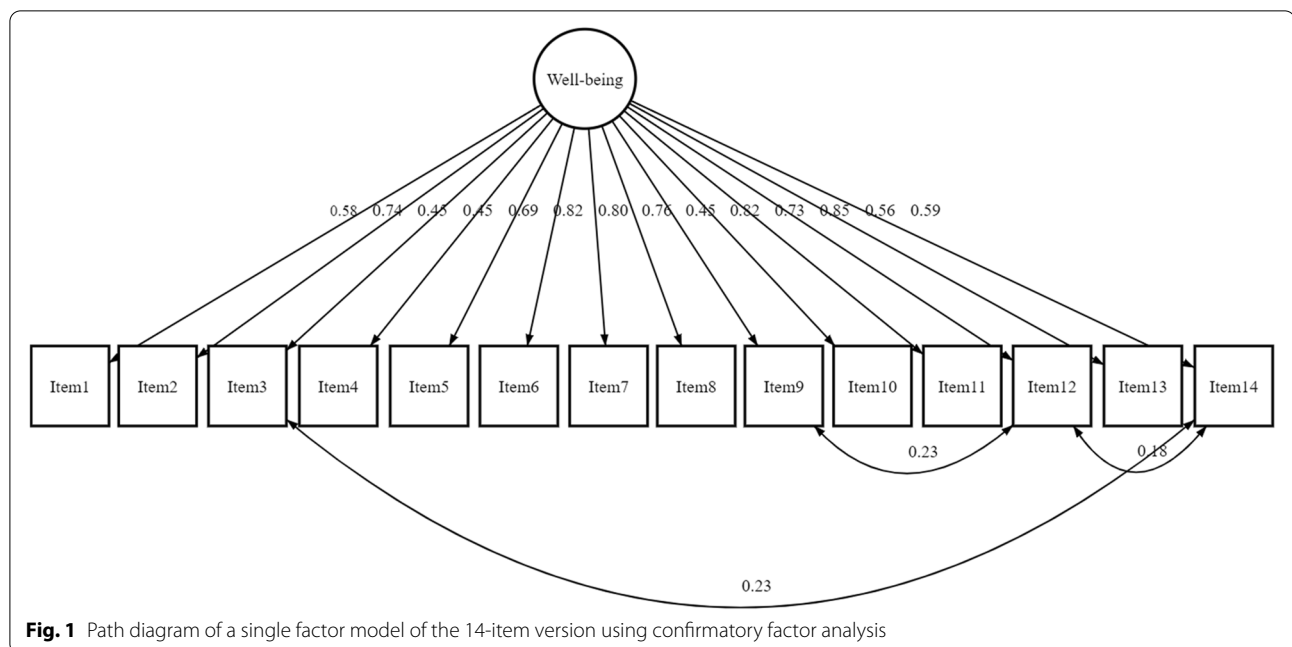 Well-being
0.58 0.74 0.45 0.45 0.69 0.82 0.80 0.76 0.45 0.82 0.73 0.85 0.56 0.59
Item1 Item2 Item3 Item4 Item5 Item6 Item7 Item8 Item9 Item10 Item11 Item12 Item13 Item14
0.23 0.18
0.23
Fig. 1 Path diagram of a single factor model of the 14-item version using confirmatory factor analysis